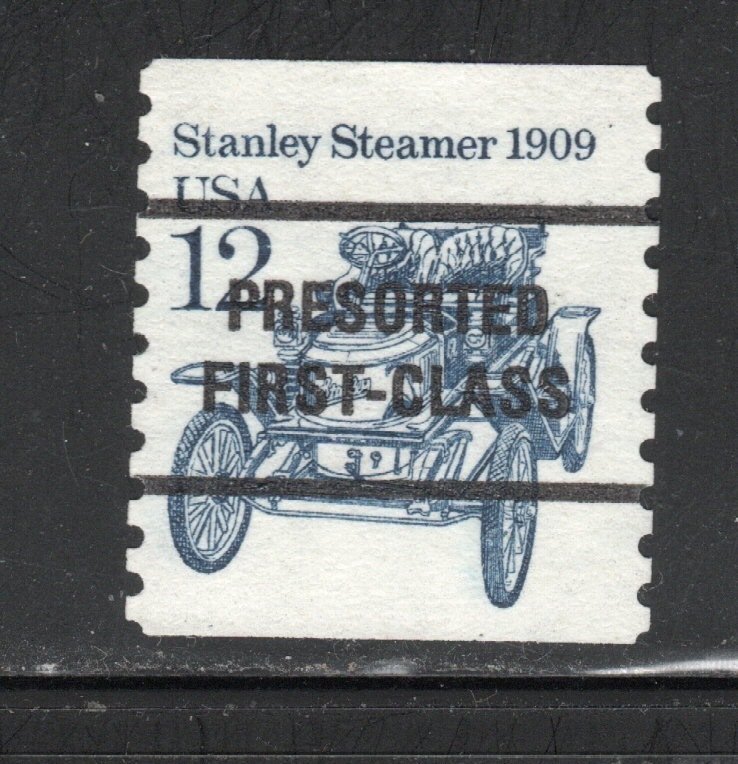 Stanley Steamer 1909
USA
12
PRESORTED
FIRST-CLASS